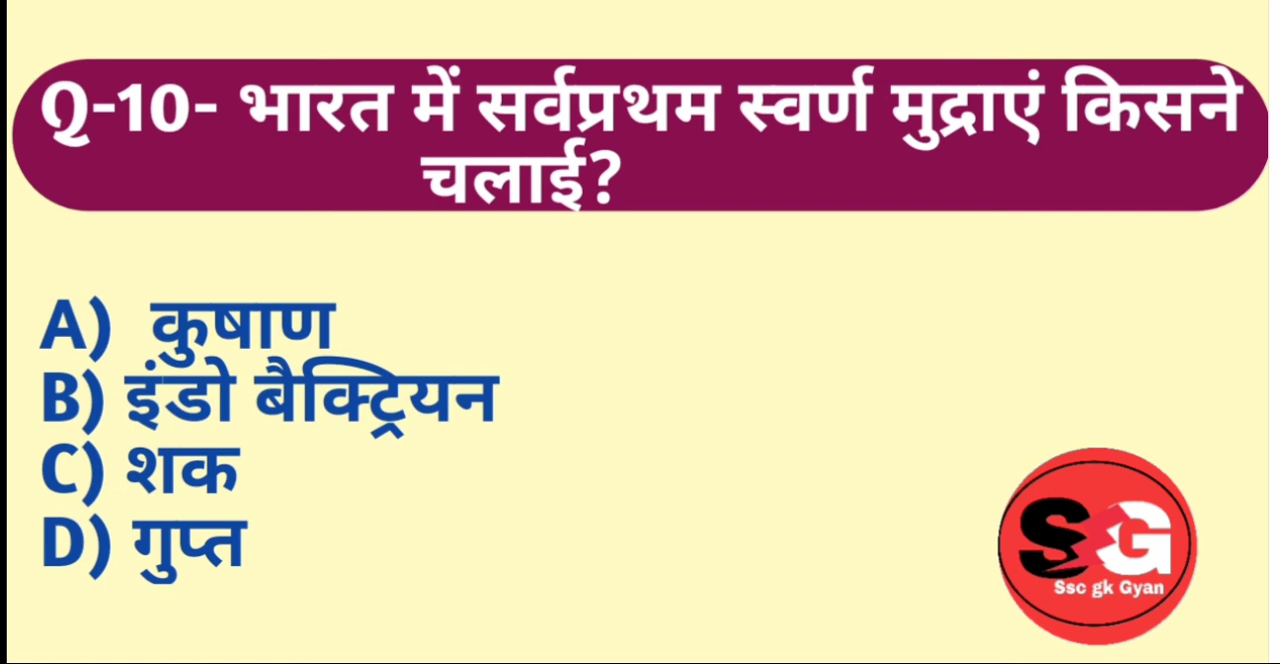 Q-10- भारत में सर्वप्रथम स्वर्ण मुद्राएं किसने
चलाई?
A) कुषाण
B) इंडो बैक्ट्रियन
C) शक
D) गुप्त
SG
Ssc gk Gyan